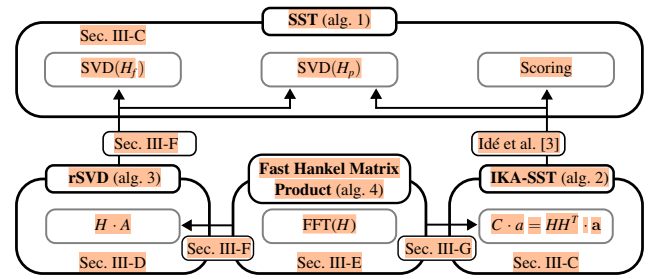 SST (alg. 1)
Sec. III-C
SVD(H_f)
SVD(H_p)
Scoring
Sec. III-F
Idé et al. [3]
rSVD (alg. 3)
Fast Hankel Matrix
Product (alg. 4)
IKA-SST (alg. 2)
H · A
FFT(H)
C · a = HH^T · a
Sec. III-F
Sec. III-G
Sec. III-D
Sec. III-E
Sec. III-C